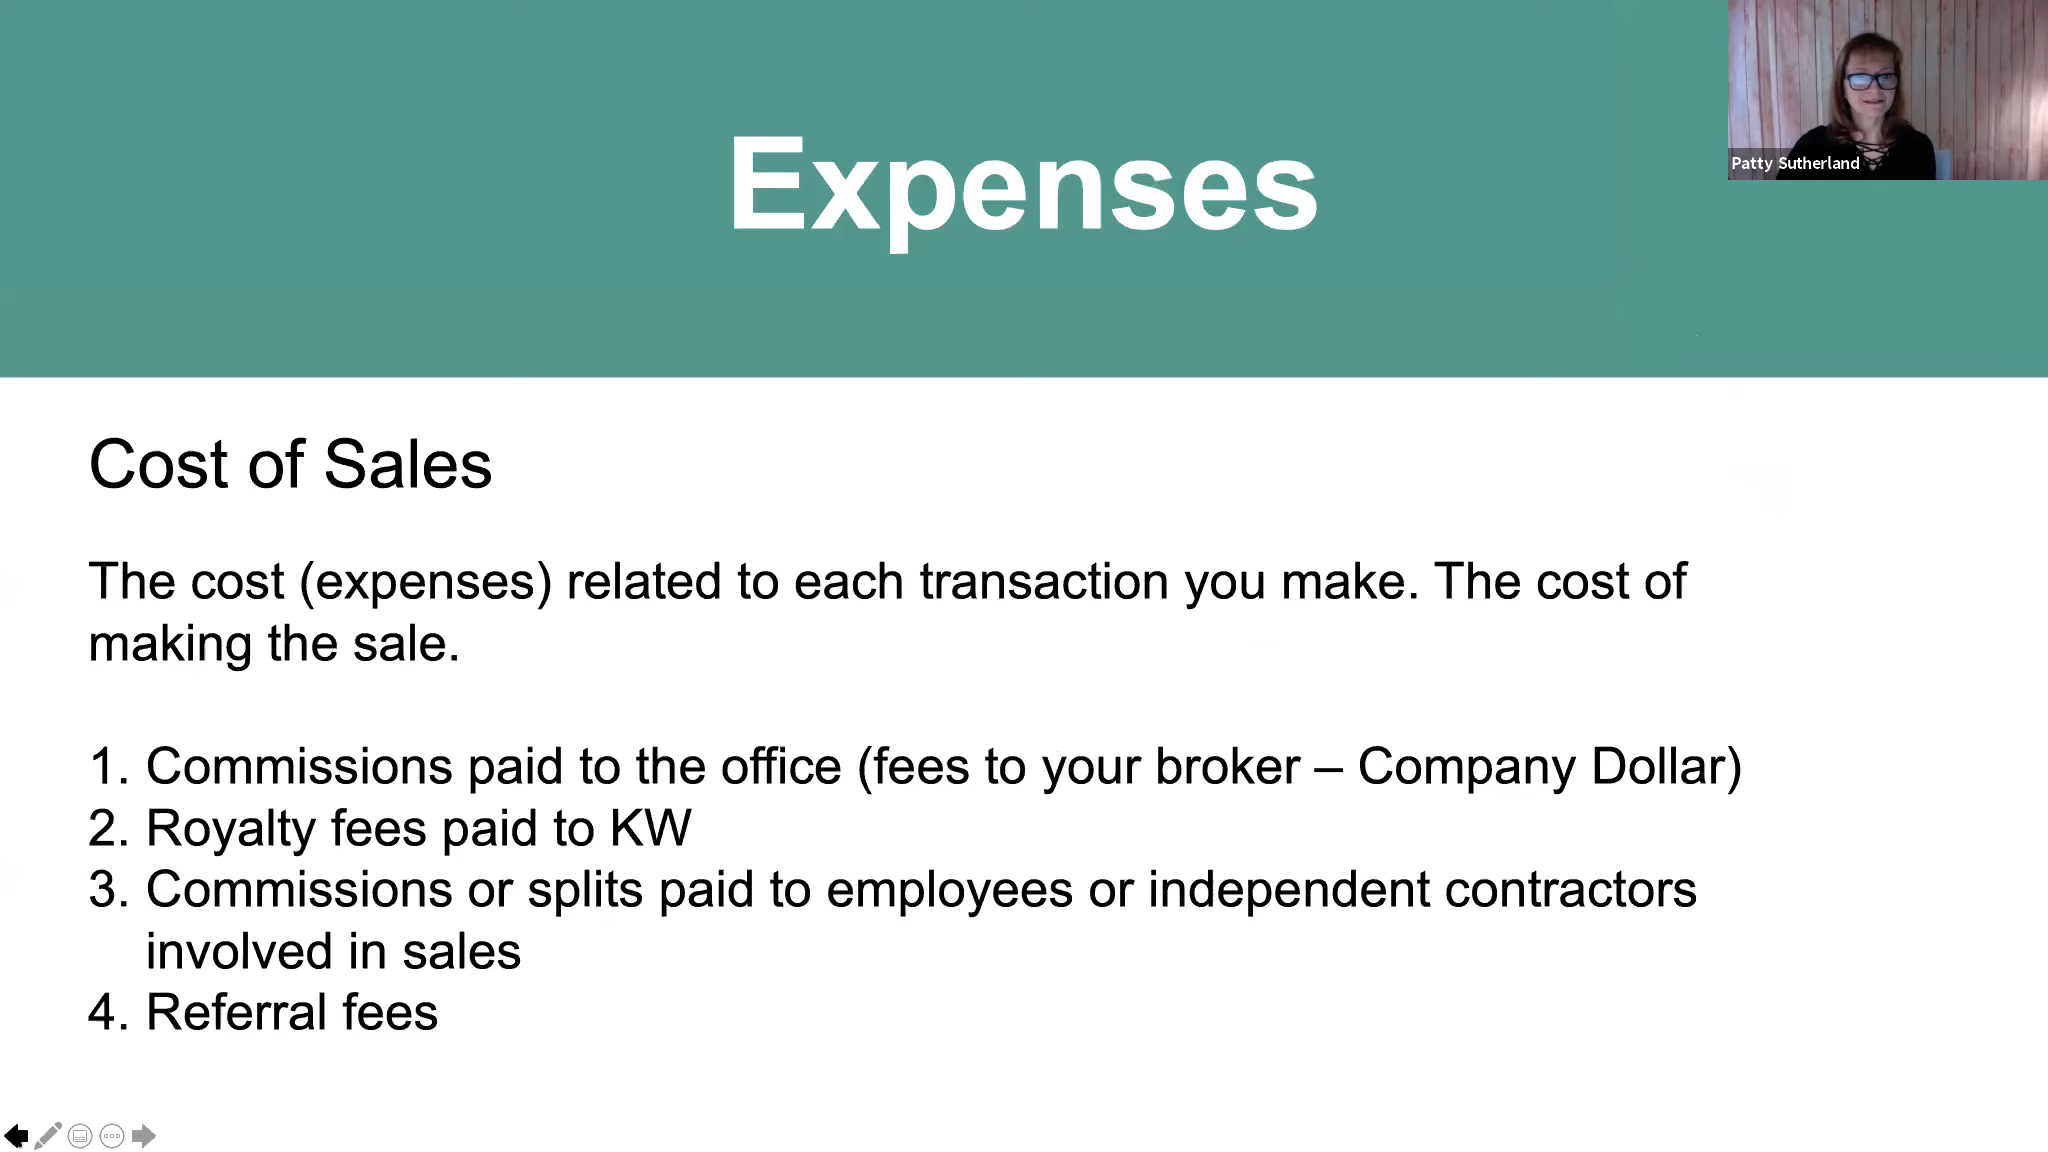 Expenses
Patty Sutherland
Cost of Sales
The cost (expenses) related to each transaction you make. The cost of
making the sale.
1. Commissions paid to the office (fees to your broker – Company Dollar)
2. Royalty fees paid to KW
3. Commissions or splits paid to employees or independent contractors
involved in sales
4. Referral fees